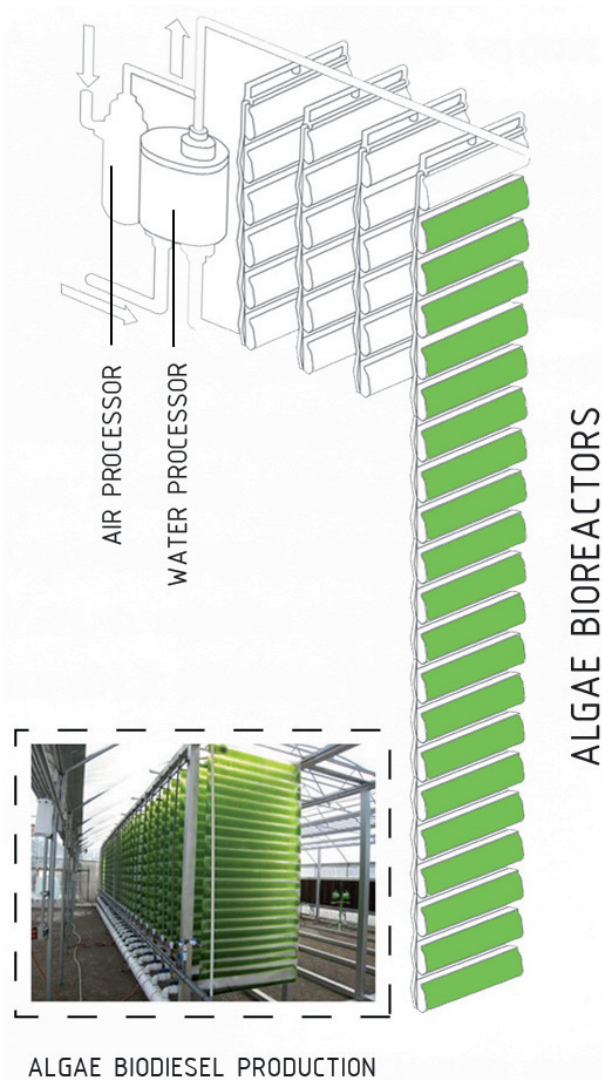 AIR PROCESSOR
WATER PROCESSOR
ALGAE BIOREACTORS
ALGAE BIODIESEL PRODUCTION